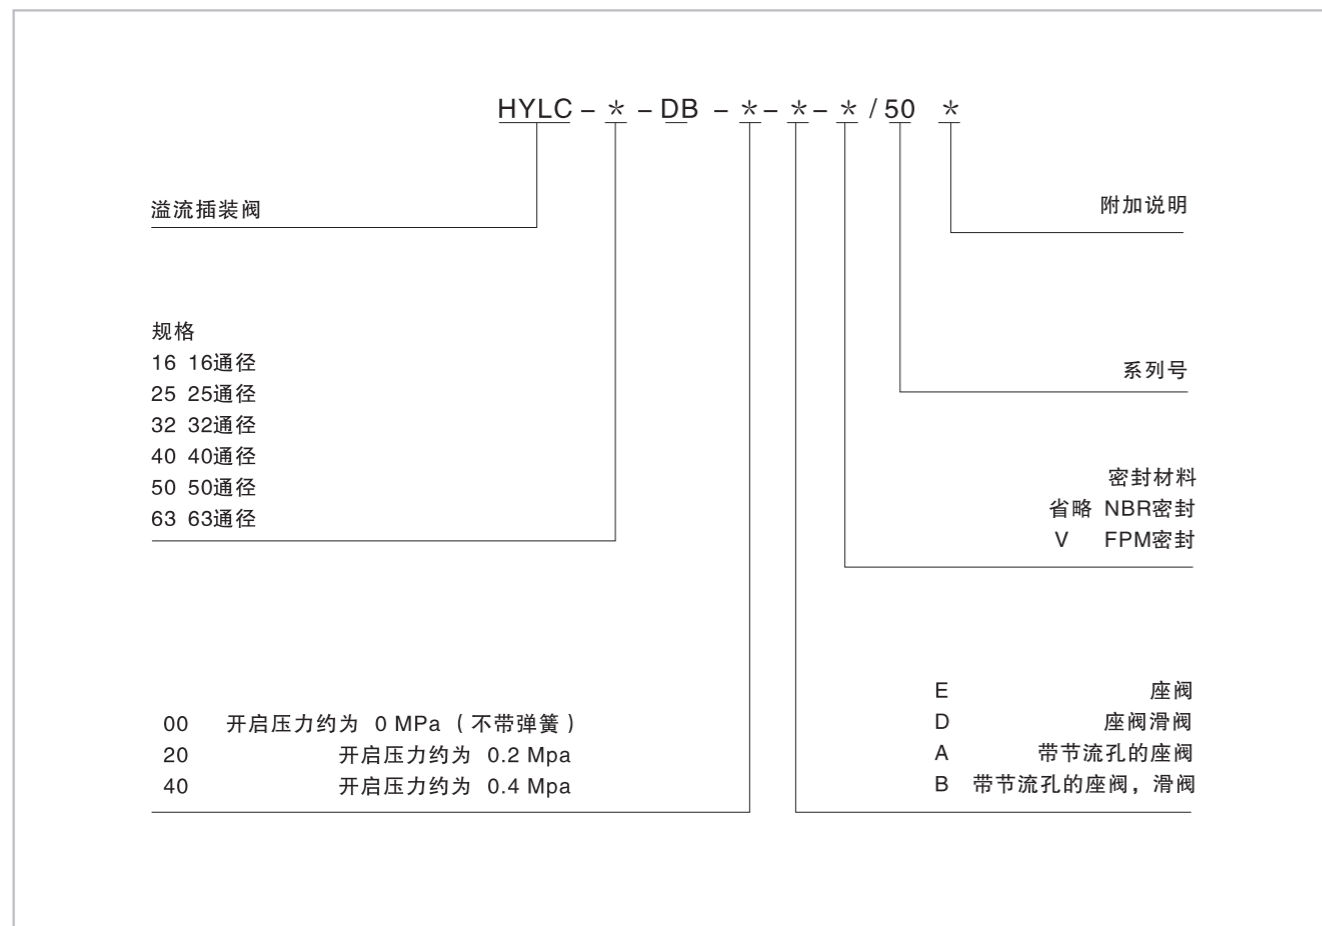 HYLC – * – DB – * – * – * / 50 *
溢流插装阀
附加说明
规格
16 16通径
25 25通径
32 32通径
40 40通径
50 50通径
63 63通径
系列号
密封材料
省略 NBR密封
V FPM密封
00 开启压力约为 0 MPa (不带弹簧)
20 开启压力约为 0.2 Mpa
40 开启压力约为 0.4 Mpa
E 座阀
D 座阀滑阀
A 带节流孔的座阀
B 带节流孔的座阀，滑阀